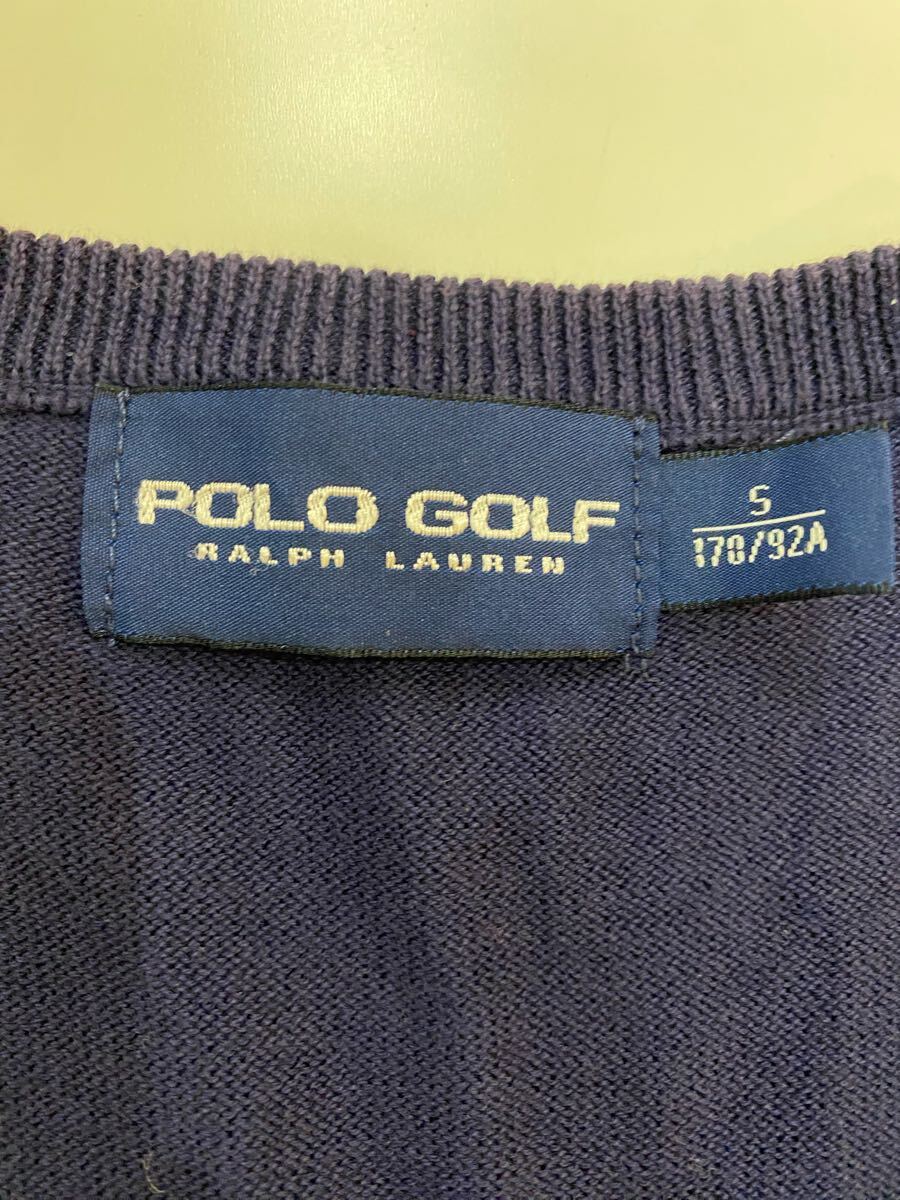 POLO GOLF
RALPH LAUREN
S
170/92A